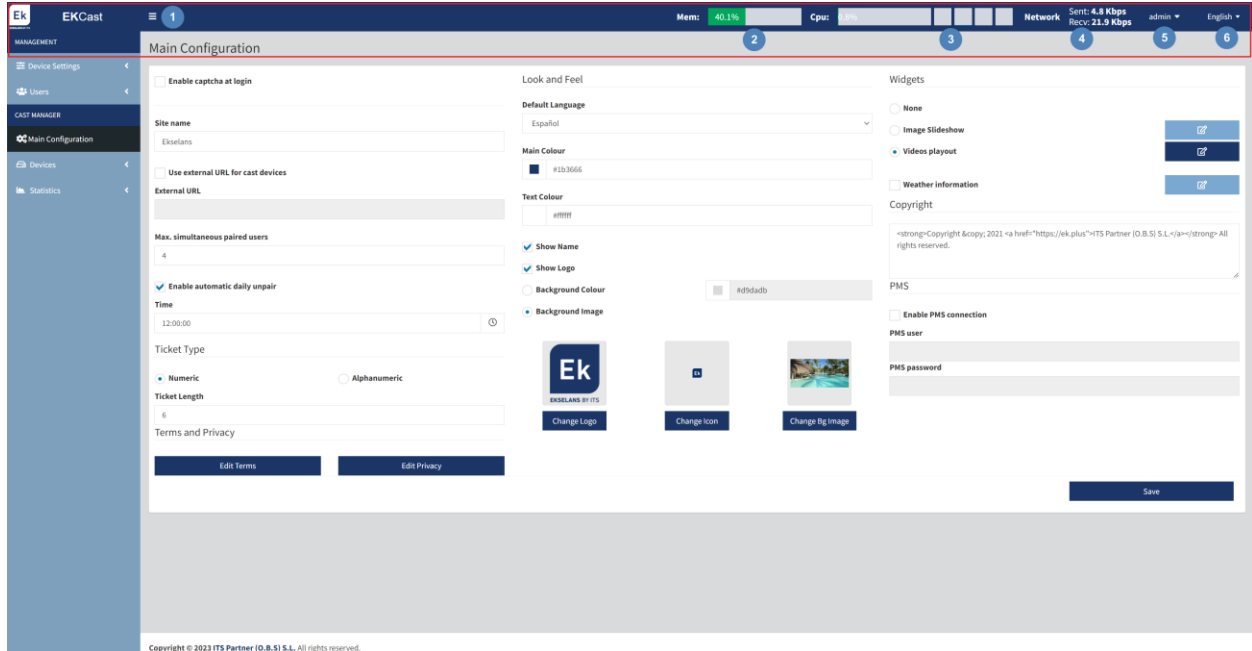 Ek
EKSELANS BY ITS
EKCast
1
Mem: 40.1%
2
Cpu: 0.8%
3
Network
Sent: 4.8 Kbps
Recv: 21.9 Kbps
4
admin
5
English
6
MANAGEMENT
Device Settings
Users
CAST MANAGER
Main Configuration
Devices
Statistics
Main Configuration
Enable captcha at login
Site name
Ekselans
Use external URL for cast devices
External URL
Max. simultaneous paired users
4
Enable automatic daily unpair
Time
12:00:00
Ticket Type
Numeric
Alphanumeric
Ticket Length
6
Terms and Privacy
Edit Terms
Edit Privacy
Look and Feel
Default Language
Español
Main Colour
#1b3666
Text Colour
#ffffff
Show Name
Show Logo
Background Colour
#d9dadb
Background Image
Ek
EKSELANS BY ITS
Ek
Change Logo
Change Icon
Change Bg Image
Widgets
None
Image Slideshow
Videos playout
Weather information
Copyright
<strong>Copyright &copy; 2021 <a href="https://ek.plus">ITS Partner (O.B.S) S.L.</a></strong> All
rights reserved.
PMS
Enable PMS connection
PMS user
PMS password
Save
Copyright © 2023 ITS Partner (O.B.S) S.L. All rights reserved.